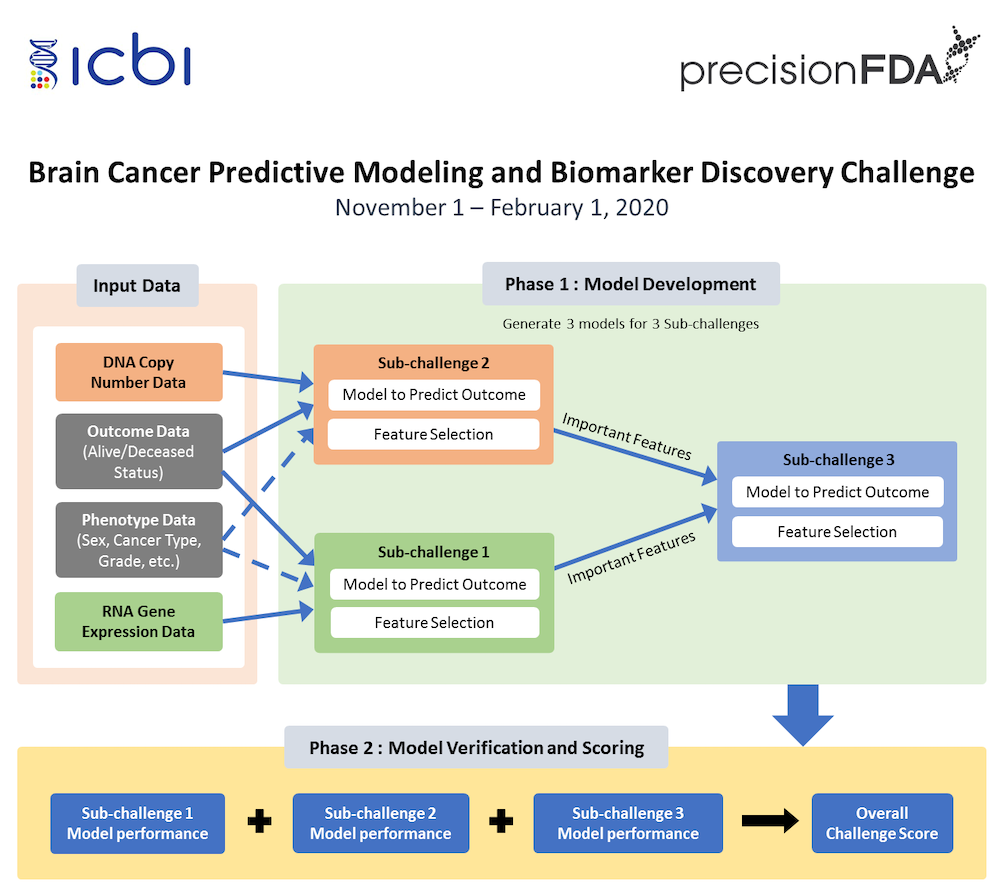 icbi
precisionFDA
Brain Cancer Predictive Modeling and Biomarker Discovery Challenge
November 1 – February 1, 2020
Input Data
DNA Copy
Number Data
Outcome Data
(Alive/Deceased
Status)
Phenotype Data
(Sex, Cancer Type,
Grade, etc.)
RNA Gene
Expression Data
Phase 1 : Model Development
Generate 3 models for 3 Sub-challenges
Sub-challenge 2
Model to Predict Outcome
Feature Selection
Important Features
Sub-challenge 1
Model to Predict Outcome
Feature Selection
Important Features
Sub-challenge 3
Model to Predict Outcome
Feature Selection
Phase 2 : Model Verification and Scoring
Sub-challenge 1
Model performance
+
Sub-challenge 2
Model performance
+
Sub-challenge 3
Model performance
Overall
Challenge Score